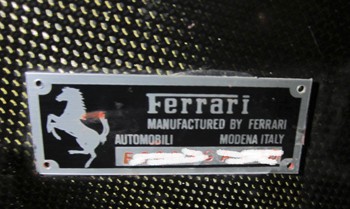 Ferrari
MANUFACTURED BY FERRARI
AUTOMOBILI MODENA ITALY